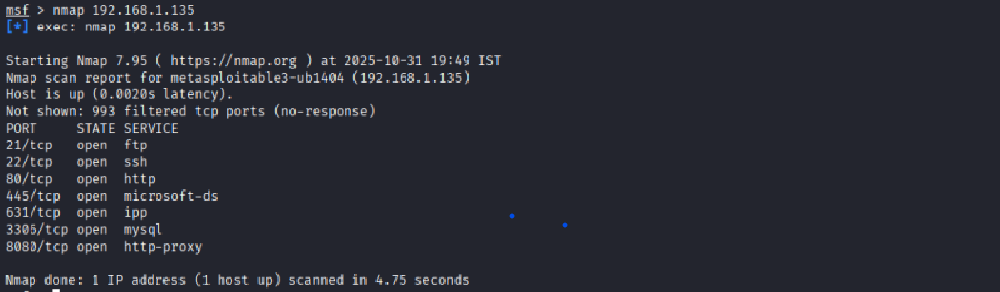 msf > nmap 192.168.1.135
[*] exec: nmap 192.168.1.135
Starting Nmap 7.95 ( https://nmap.org ) at 2025-10-31 19:49 IST
Nmap scan report for metasploitable3-ub1404 (192.168.1.135)
Host is up (0.0020s latency).
Not shown: 993 filtered tcp ports (no-response)
PORT     STATE SERVICE
21/tcp   open  ftp
22/tcp   open  ssh
80/tcp   open  http
445/tcp  open  microsoft-ds
631/tcp  open  ipp
3306/tcp open  mysql
8080/tcp open  http-proxy
Nmap done: 1 IP address (1 host up) scanned in 4.75 seconds